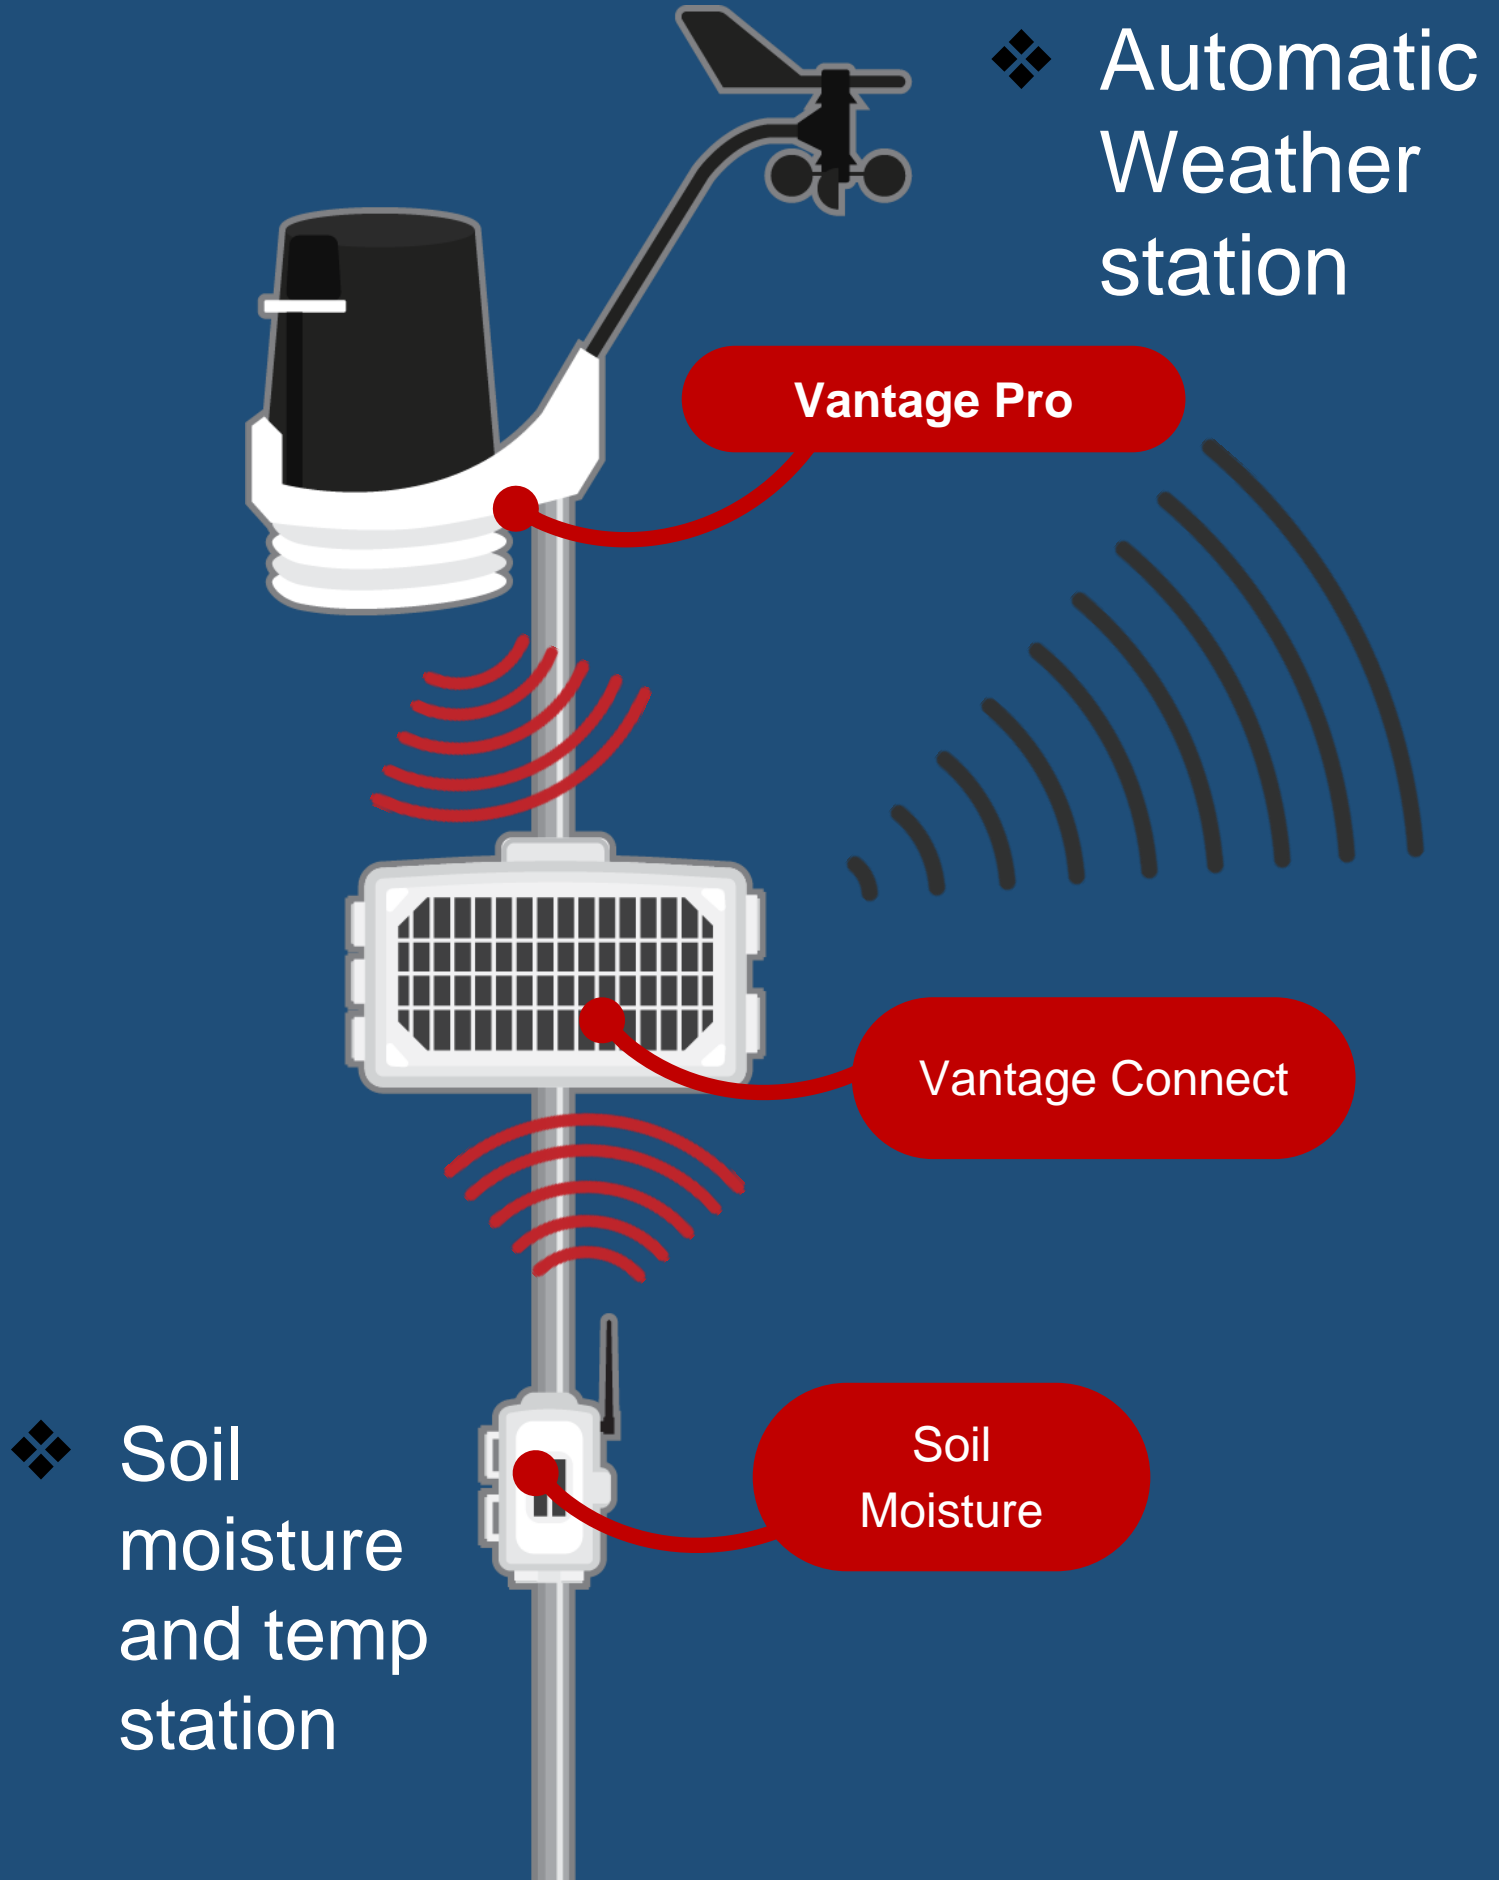 Automatic
Weather
station
Vantage Pro
Vantage Connect
Soil
Moisture
Soil
moisture
and temp
station